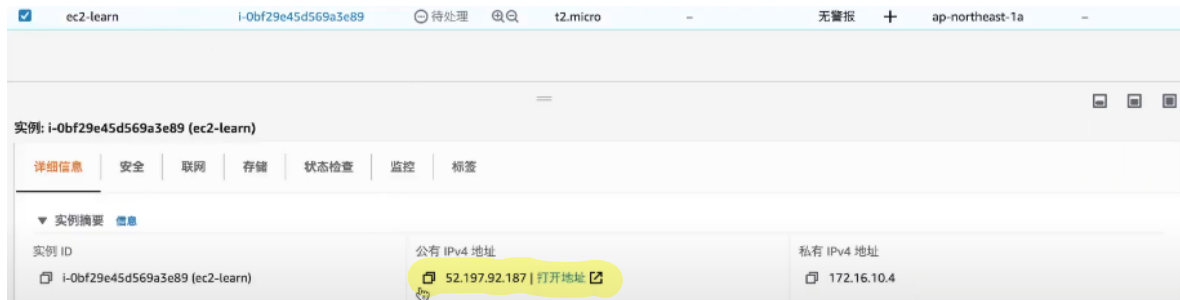 ec2-learn i-0bf29e45d569a3e89 待处理 t2.micro – 无警报 + ap-northeast-1a –
实例: i-0bf29e45d569a3e89 (ec2-learn)
详细信息 安全 联网 存储 状态检查 监控 标签
▼ 实例摘要 信息
实例 ID 公有 IPv4 地址 私有 IPv4 地址
i-0bf29e45d569a3e89 (ec2-learn) 52.197.92.187 | 打开地址 172.16.10.4